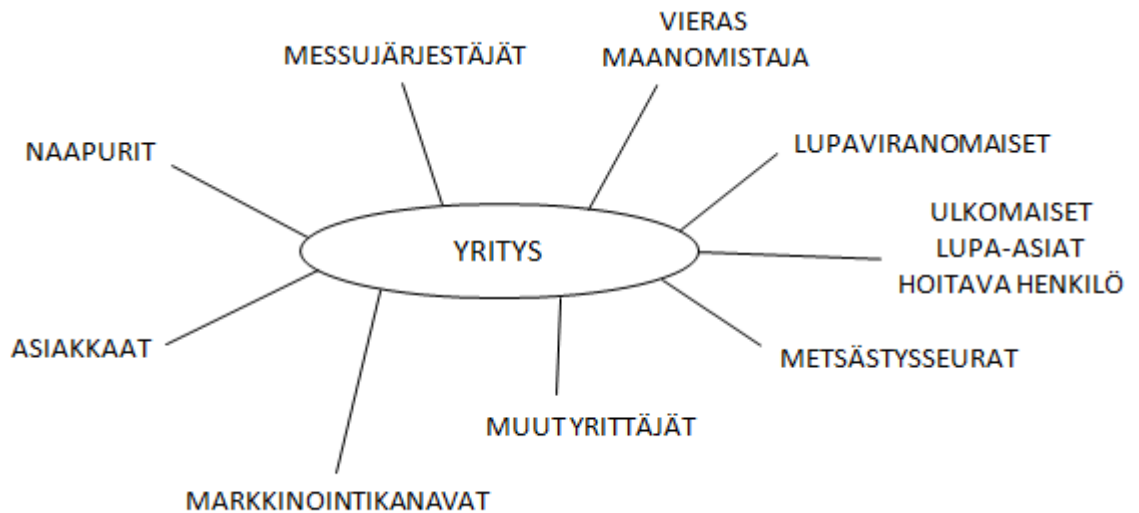 VIERAS
MAANOMISTAJA
MESSUJÄRJESTÄJÄT
NAAPURIT
LUPAVIRANOMAISET
ULKOMAISET
LUPA-ASIAT
HOITAVA HENKILÖ
YRITYS
ASIAKKAAT
METSÄSTYSSEURAT
MUUT YRITTÄJÄT
MARKKINOINTIKANAVAT